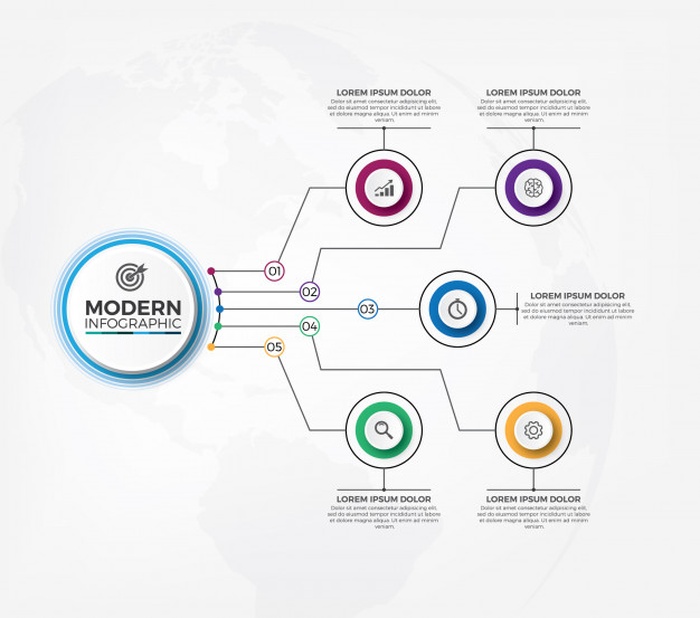 MODERN
INFOGRAPHIC
01
02
03
04
05
LOREM IPSUM DOLOR
Dolor sit amet consectetur adipiscing elit,
sed do eiusmod tempor incididunt ut labore
et dolore magna aliqua. Ut enim ad minim
veniam.
LOREM IPSUM DOLOR
Dolor sit amet consectetur adipiscing elit,
sed do eiusmod tempor incididunt ut labore
et dolore magna aliqua. Ut enim ad minim
veniam.
LOREM IPSUM DOLOR
Dolor sit amet consectetur adipiscing elit,
sed do eiusmod tempor incididunt ut labore
et dolore magna aliqua. Ut enim ad minim
veniam.
LOREM IPSUM DOLOR
Dolor sit amet consectetur adipiscing elit,
sed do eiusmod tempor incididunt ut labore
et dolore magna aliqua. Ut enim ad minim
veniam.
LOREM IPSUM DOLOR
Dolor sit amet consectetur adipiscing elit,
sed do eiusmod tempor incididunt ut labore
et dolore magna aliqua. Ut enim ad minim
veniam.